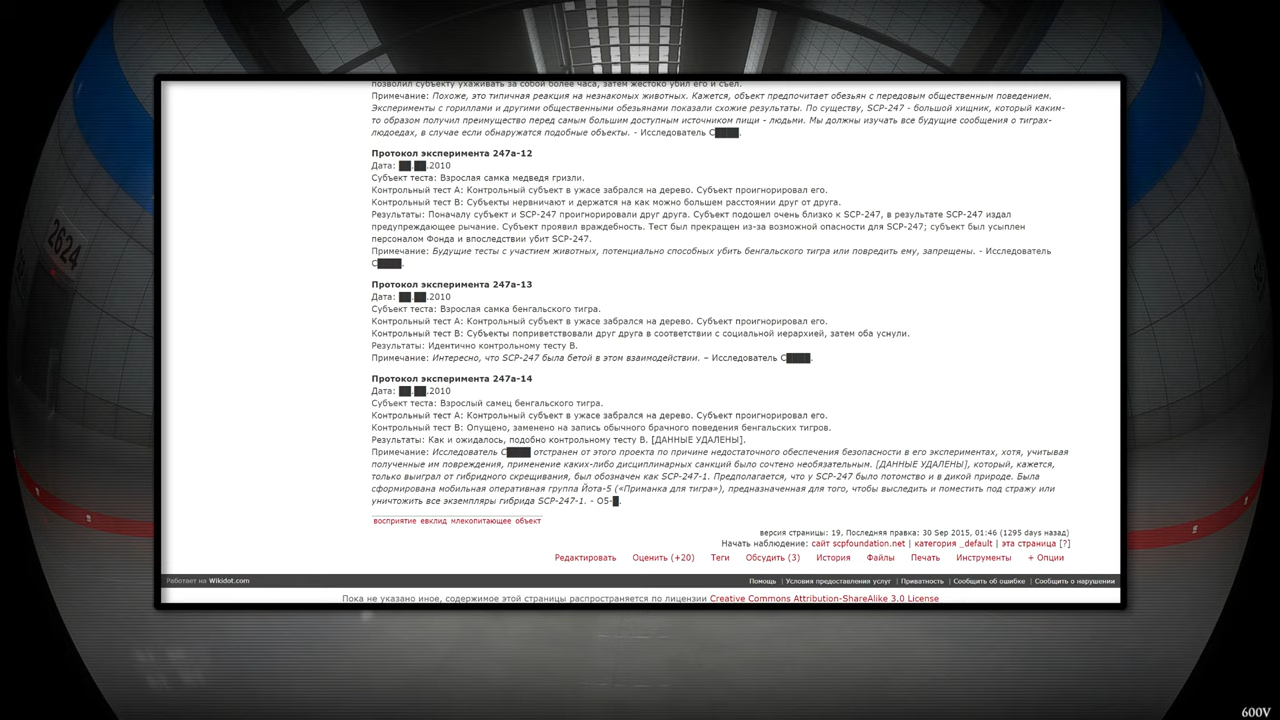 позволил субъекту ухаживать за собой более часа, затем жестоко убил его и съел.
Примечание: Похоже, это типичная реакция на незнакомых животных. Кажется, объект предпочитает обезьян с передовым общественным поведением.
Эксперименты с гориллами и другими общественными обезьянами показали схожие результаты. По существу, SCP-247 - большой хищник, который каким-
то образом получил преимущество перед самым большим доступным источником пищи - людьми. Мы должны изучать все будущие сообщения о тиграх-
людоедах, в случае если обнаружатся подобные объекты. - Исследователь С████.
Протокол эксперимента 247a-12
Дата: ██.██.2010
Субъект теста: Взрослая самка медведя гризли.
Контрольный тест A: Контрольный субъект в ужасе забрался на дерево. Субъект проигнорировал его.
Контрольный тест B: Субъекты нервничают и держатся на как можно большем расстоянии друг от друга.
Результаты: Поначалу субъект и SCP-247 проигнорировали друг друга. Субъект подошел очень близко к SCP-247, в результате SCP-247 издал
предупреждающее рычание. Субъект проявил враждебность. Тест был прекращен из-за возможной опасности для SCP-247; субъект был усыплен
персоналом Фонда и впоследствии убит SCP-247.
Примечание: Будущие тесты с участием животных, потенциально способных убить бенгальского тигра или повредить ему, запрещены. - Исследователь
С████.
Протокол эксперимента 247a-13
Дата: ██.██.2010
Субъект теста: Взрослая самка бенгальского тигра.
Контрольный тест A: Контрольный субъект в ужасе забрался на дерево. Субъект проигнорировал его.
Контрольный тест B: Субъекты поприветствовали друг друга в соответствии с социальной иерархией, затем оба уснули.
Результаты: Идентично контрольному тесту B.
Примечание: Интересно, что SCP-247 была бетой в этом взаимодействии. – Исследователь С████.
Протокол эксперимента 247a-14
Дата: ██.██.2010
Субъект теста: Взрослый самец бенгальского тигра.
Контрольный тест A: Контрольный субъект в ужасе забрался на дерево. Субъект проигнорировал его.
Контрольный тест B: Опущено, заменено на запись обычного брачного поведения бенгальских тигров.
Результаты: Как и ожидалось, подобно контрольному тесту B. [ДАННЫЕ УДАЛЕНЫ].
Примечание: Исследователь С████ отстранен от этого проекта по причине недостаточного обеспечения безопасности в его экспериментах, хотя, учитывая
полученные им повреждения, применение каких-либо дисциплинарных санкций было сочтено необязательным. [ДАННЫЕ УДАЛЕНЫ], который, кажется,
только выиграл от гибридного скрещивания, был обозначен как SCP-247-1. Предполагается, что у SCP-247 было потомство и в дикой природе. Была
сформирована мобильная оперативная группа Йота-5 («Приманка для тигра»), предназначенная для того, чтобы выследить и поместить под стражу или
уничтожить все экземпляры гибрида SCP-247-1. - O5-█.
восприятие евклид млекопитающее объект
версия страницы: 19, Последняя правка: 30 Sep 2015, 01:46 (1295 days назад)
Начать наблюдение: сайт scpfoundation.net | категория _default | эта страница [?]
Редактировать Оценить (+20) Теги Обсудить (3) История Файлы Печать Инструменты + Опции
Работает на Wikidot.com
Помощь | Условия предоставления услуг | Приватность | Сообщить об ошибке | Сообщить о нарушении
Пока не указано иное, содержимое этой страницы распространяется по лицензии Creative Commons Attribution-ShareAlike 3.0 License
2624
600V